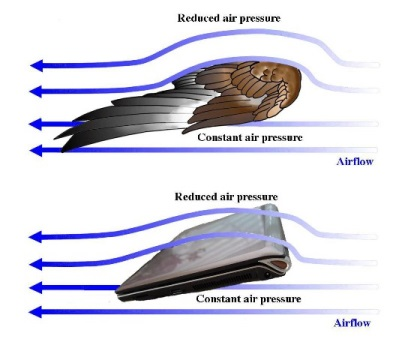 Reduced air pressure
Constant air pressure
Airflow
Reduced air pressure
Constant air pressure
Airflow